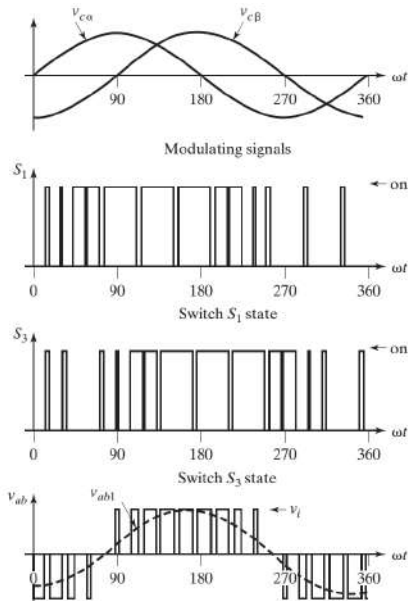 v_cα v_cβ
ωt
90 180 270 360
Modulating signals
S_1
on
ωt
0 90 180 270 360
Switch S_1 state
S_3
on
ωt
0 90 180 270 360
Switch S_3 state
v_ab v_ab1 v_i
ωt
0 90 180 270 360